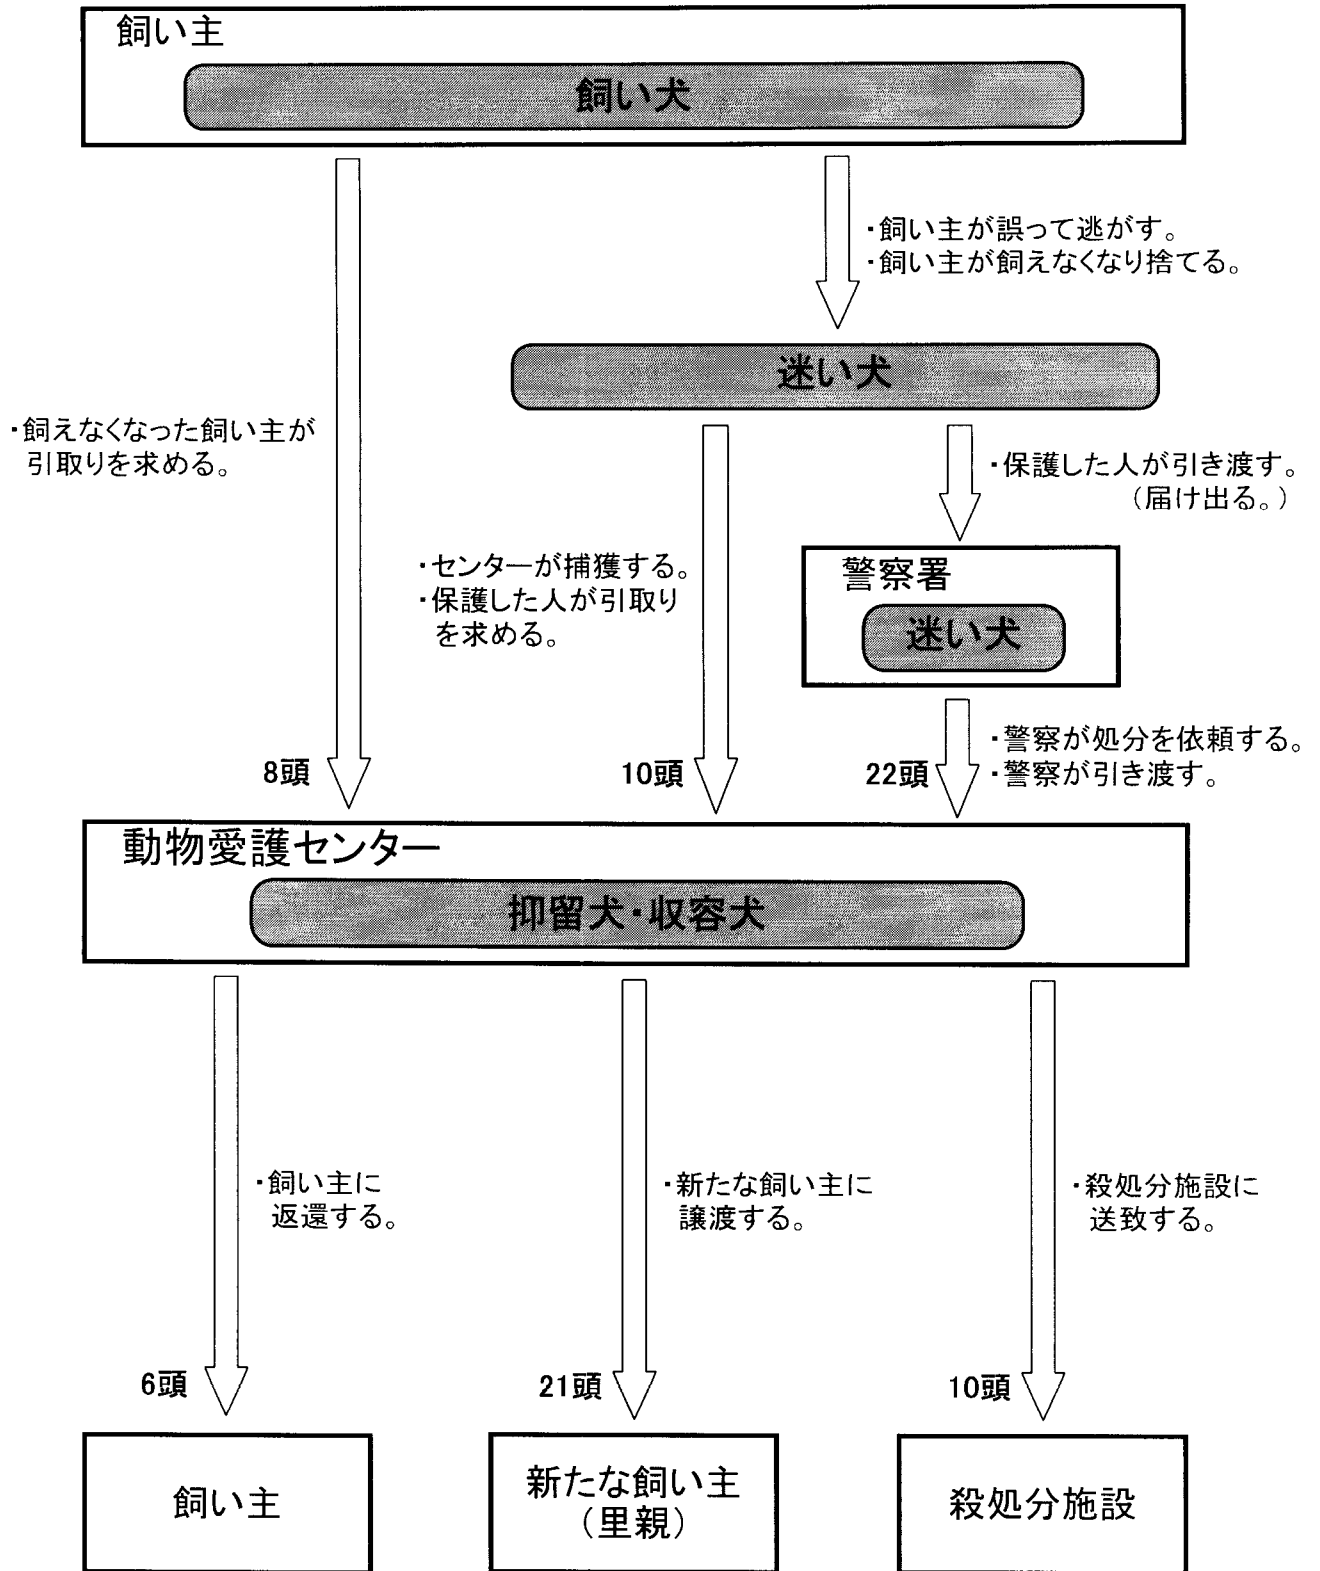 飼い主
飼い犬
・飼い主が誤って逃がす。
・飼い主が飼えなくなり捨てる。
迷い犬
・飼えなくなった飼い主が
引取りを求める。
・保護した人が引き渡す。
（届け出る。）
・センターが捕獲する。
・保護した人が引取り
を求める。
警察署
迷い犬
・警察が処分を依頼する。
・警察が引き渡す。
8頭
10頭
22頭
動物愛護センター
抑留犬・収容犬
・飼い主に
返還する。
・新たな飼い主に
譲渡する。
・殺処分施設に
送致する。
6頭
21頭
10頭
飼い主
新たな飼い主
（里親）
殺処分施設